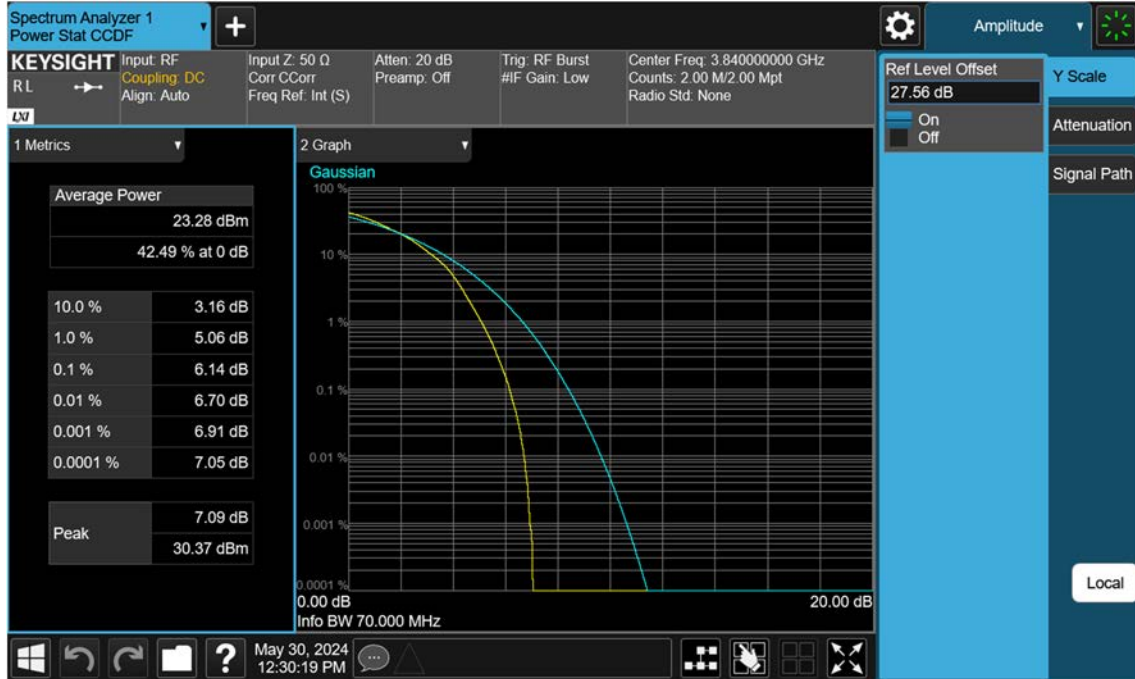 Spectrum Analyzer 1
Power Stat CCDF
+
Amplitude
KEYSIGHT
RL
LXI
Input: RF
Coupling: DC
Align: Auto
Input Z: 50 Ω
Corr CCorr
Freq Ref: Int (S)
Atten: 20 dB
Preamp: Off
Trig: RF Burst
#IF Gain: Low
Center Freq: 3.840000000 GHz
Counts: 2.00 M/2.00 Mpt
Radio Std: None
Ref Level Offset
27.56 dB
On
Off
Y Scale
Attenuation
Signal Path
Local
1 Metrics
Average Power
23.28 dBm
42.49 % at 0 dB
10.0 % 3.16 dB
1.0 % 5.06 dB
0.1 % 6.14 dB
0.01 % 6.70 dB
0.001 % 6.91 dB
0.0001 % 7.05 dB
Peak
7.09 dB
30.37 dBm
2 Graph
Gaussian
100 %
10 %
1 %
0.1 %
0.01 %
0.001 %
0.0001 %
0.00 dB 20.00 dB
Info BW 70.000 MHz
?
May 30, 2024
12:30:19 PM